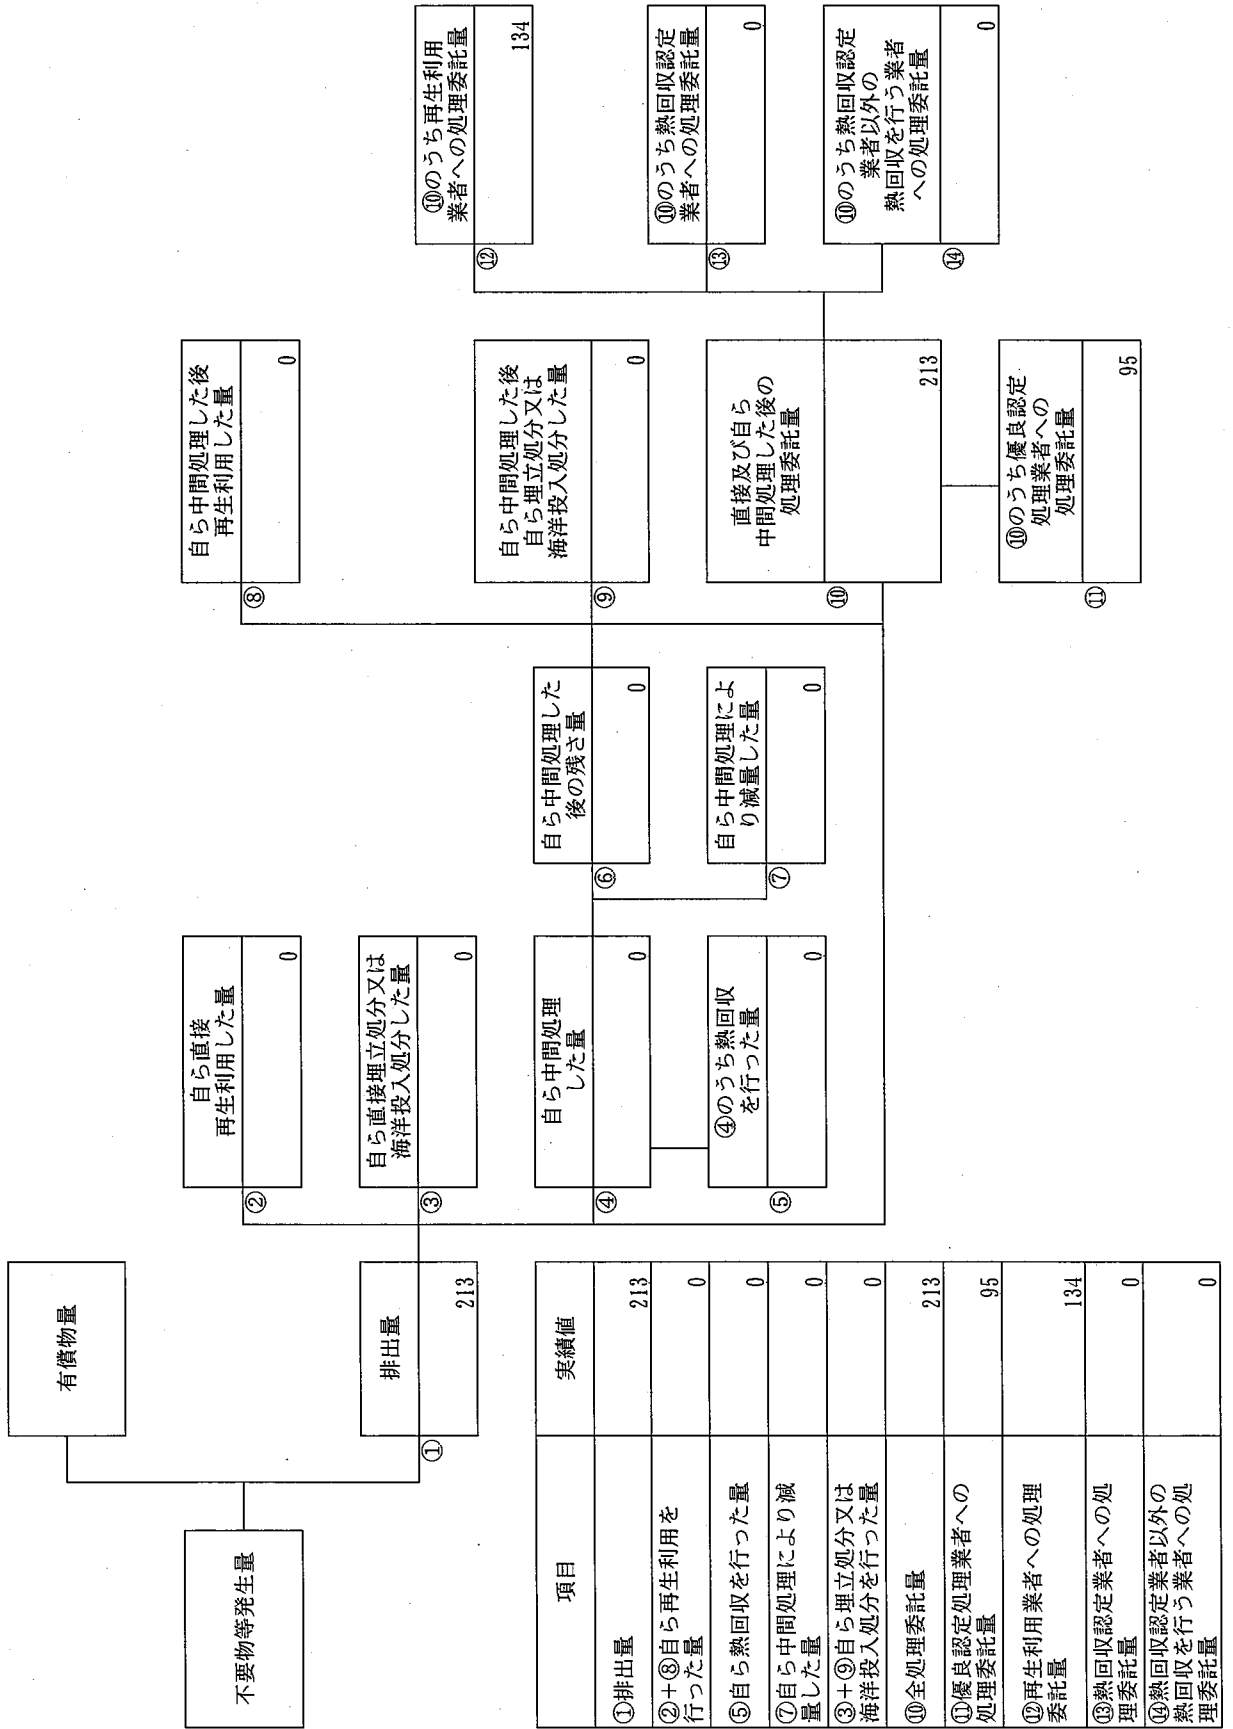 不要物等発生量
有償物量
排出量
①
213
自ら直接
再生利用した量
②
0
自ら直接埋立処分又は
海洋投入処分した量
③
0
自ら中間処理
した量
④
0
④のうち熱回収
を行った量
⑤
0
自ら中間処理した
後の残さ量
⑥
0
自ら中間処理によ
り減量した量
⑦
0
自ら中間処理した後
再生利用した量
⑧
0
自ら中間処理した後
自ら埋立処分又は
海洋投入処分した量
⑨
0
直接及び自ら
中間処理した後の
処理委託量
⑩
213
⑩のうち優良認定
処理業者への
処理委託量
⑪
95
⑩のうち再生利用
業者への処理委託量
⑫
134
⑩のうち熱回収認定
業者への処理委託量
⑬
0
⑩のうち熱回収認定
業者以外の
熱回収を行う業者
への処理委託量
⑭
0
項目 実績値
①排出量 213
②+⑧自ら再生利用を
行った量 0
⑤自ら熱回収を行った量 0
⑦自ら中間処理により減
量した量 0
③+⑨自ら埋立処分又は
海洋投入処分を行った量 0
⑩全処理委託量 213
⑪優良認定処理業者への
処理委託量 95
⑫再生利用業者への処理
委託量 134
⑬熱回収認定業者への処
理委託量 0
⑭熱回収認定業者以外の
熱回収を行う業者への処
理委託量 0